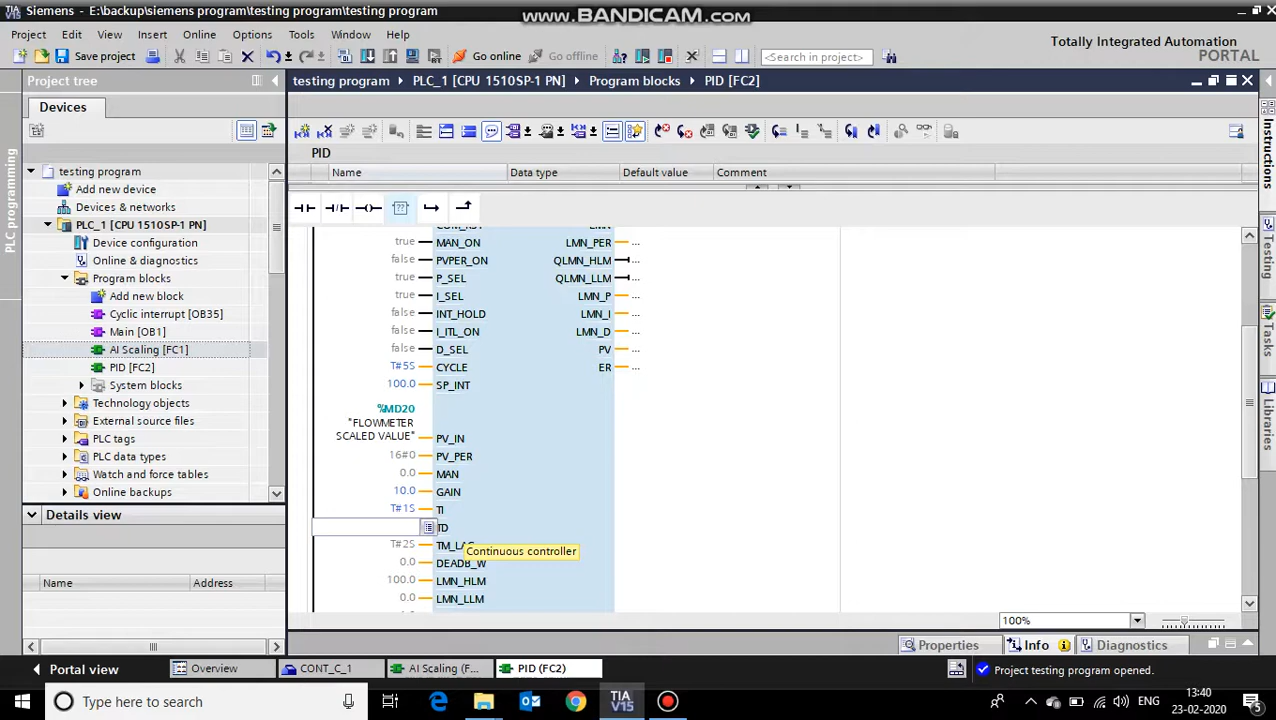 Siemens - E:\backup\siemens program\testing program\testing program
www.BANDICAM.com
Project Edit View Insert Online Options Tools Window Help
Totally Integrated Automation
PORTAL
Save project
Go online
Go offline
<Search in project>
Project tree
testing program PLC_1 [CPU 1510SP-1 PN] Program blocks PID [FC2]
Devices
PLC programming
PID
Name Data type Default value Comment
testing program
Add new device
Devices & networks
PLC_1 [CPU 1510SP-1 PN]
Device configuration
Online & diagnostics
Program blocks
Add new block
Cyclic interrupt [OB35]
Main [OB1]
AI Scaling [FC1]
PID [FC2]
System blocks
Technology objects
External source files
PLC tags
PLC data types
Watch and force tables
Online backups
Details view
Name Address
true MAN_ON LMN_PER ...
false PVPER_ON QLMN_HLM ...
true P_SEL QLMN_LLM ...
true I_SEL LMN_P ...
false INT_HOLD LMN_I ...
false I_ITL_ON LMN_D ...
false D_SEL PV ...
T#5S CYCLE ER ...
100.0 SP_INT
%MD20
"FLOWMETER
SCALED VALUE" PV_IN
16#0 PV_PER
0.0 MAN
10.0 GAIN
T#1S TI
TD
T#2S TM_LAG
Continuous controller
0.0 DEADB_W
100.0 LMN_HLM
0.0 LMN_LLM
100%
Instructions
Testing
Tasks
Libraries
Properties Info Diagnostics
Portal view Overview CONT_C_1 AI Scaling (F... PID (FC2)
Project testing program opened.
Type here to search
TIA
V15
ENG
13:40
23-02-2020
5